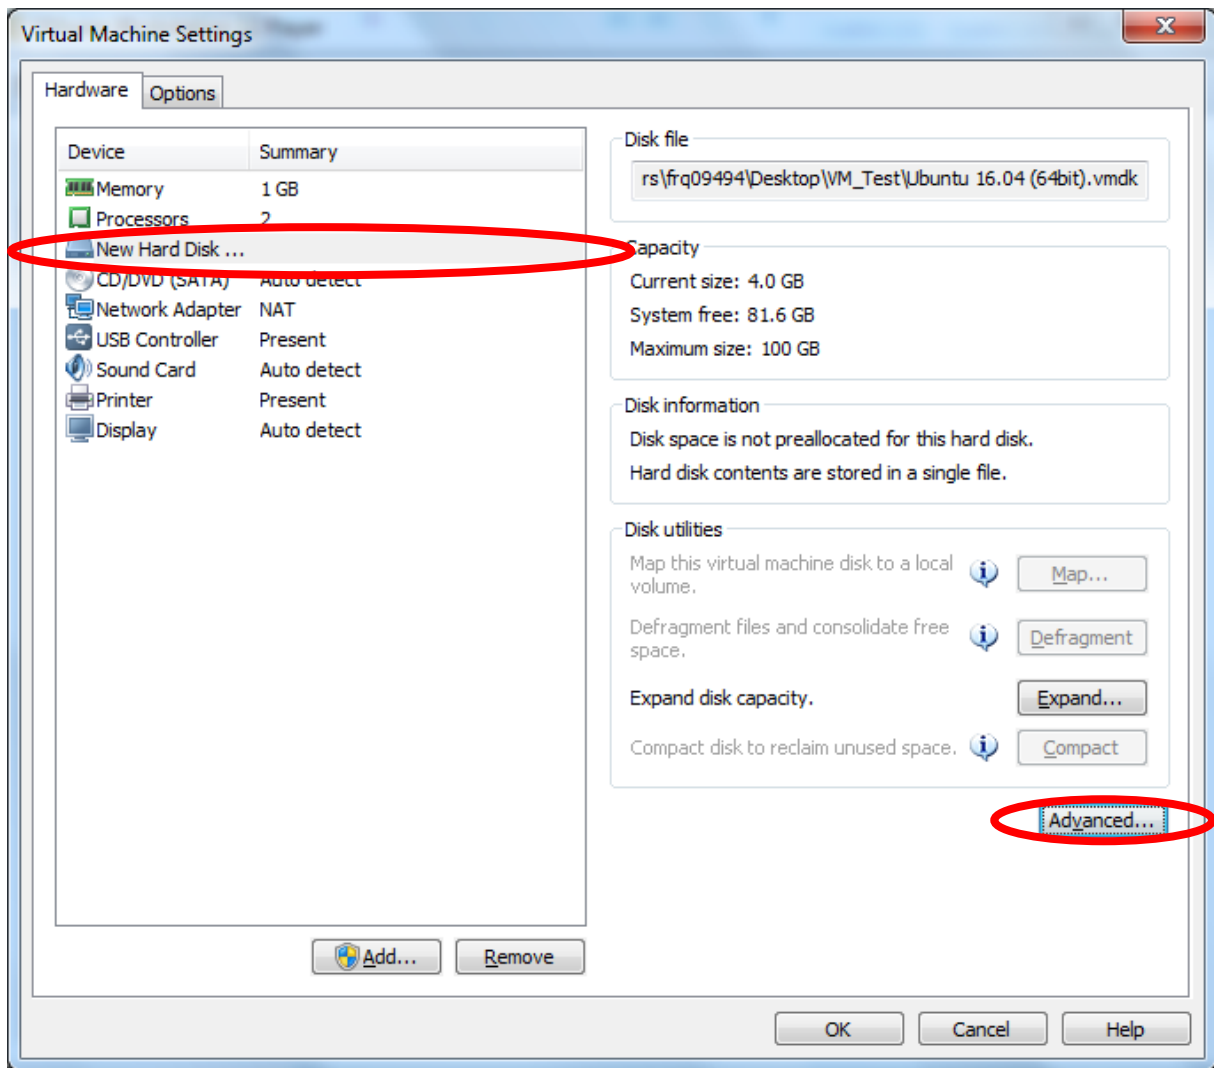 Virtual Machine Settings
Hardware Options
Device Summary
Memory 1 GB
Processors 2
New Hard Disk ...
CD/DVD (SATA) Auto detect
Network Adapter NAT
USB Controller Present
Sound Card Auto detect
Printer Present
Display Auto detect
Add... Remove
Disk file
rs\frq09494\Desktop\VM_Test\Ubuntu 16.04 (64bit).vmdk
Capacity
Current size: 4.0 GB
System free: 81.6 GB
Maximum size: 100 GB
Disk information
Disk space is not preallocated for this hard disk.
Hard disk contents are stored in a single file.
Disk utilities
Map this virtual machine disk to a local
volume.
Map...
Defragment files and consolidate free
space.
Defragment
Expand disk capacity. Expand...
Compact disk to reclaim unused space. Compact
Advanced...
OK Cancel Help